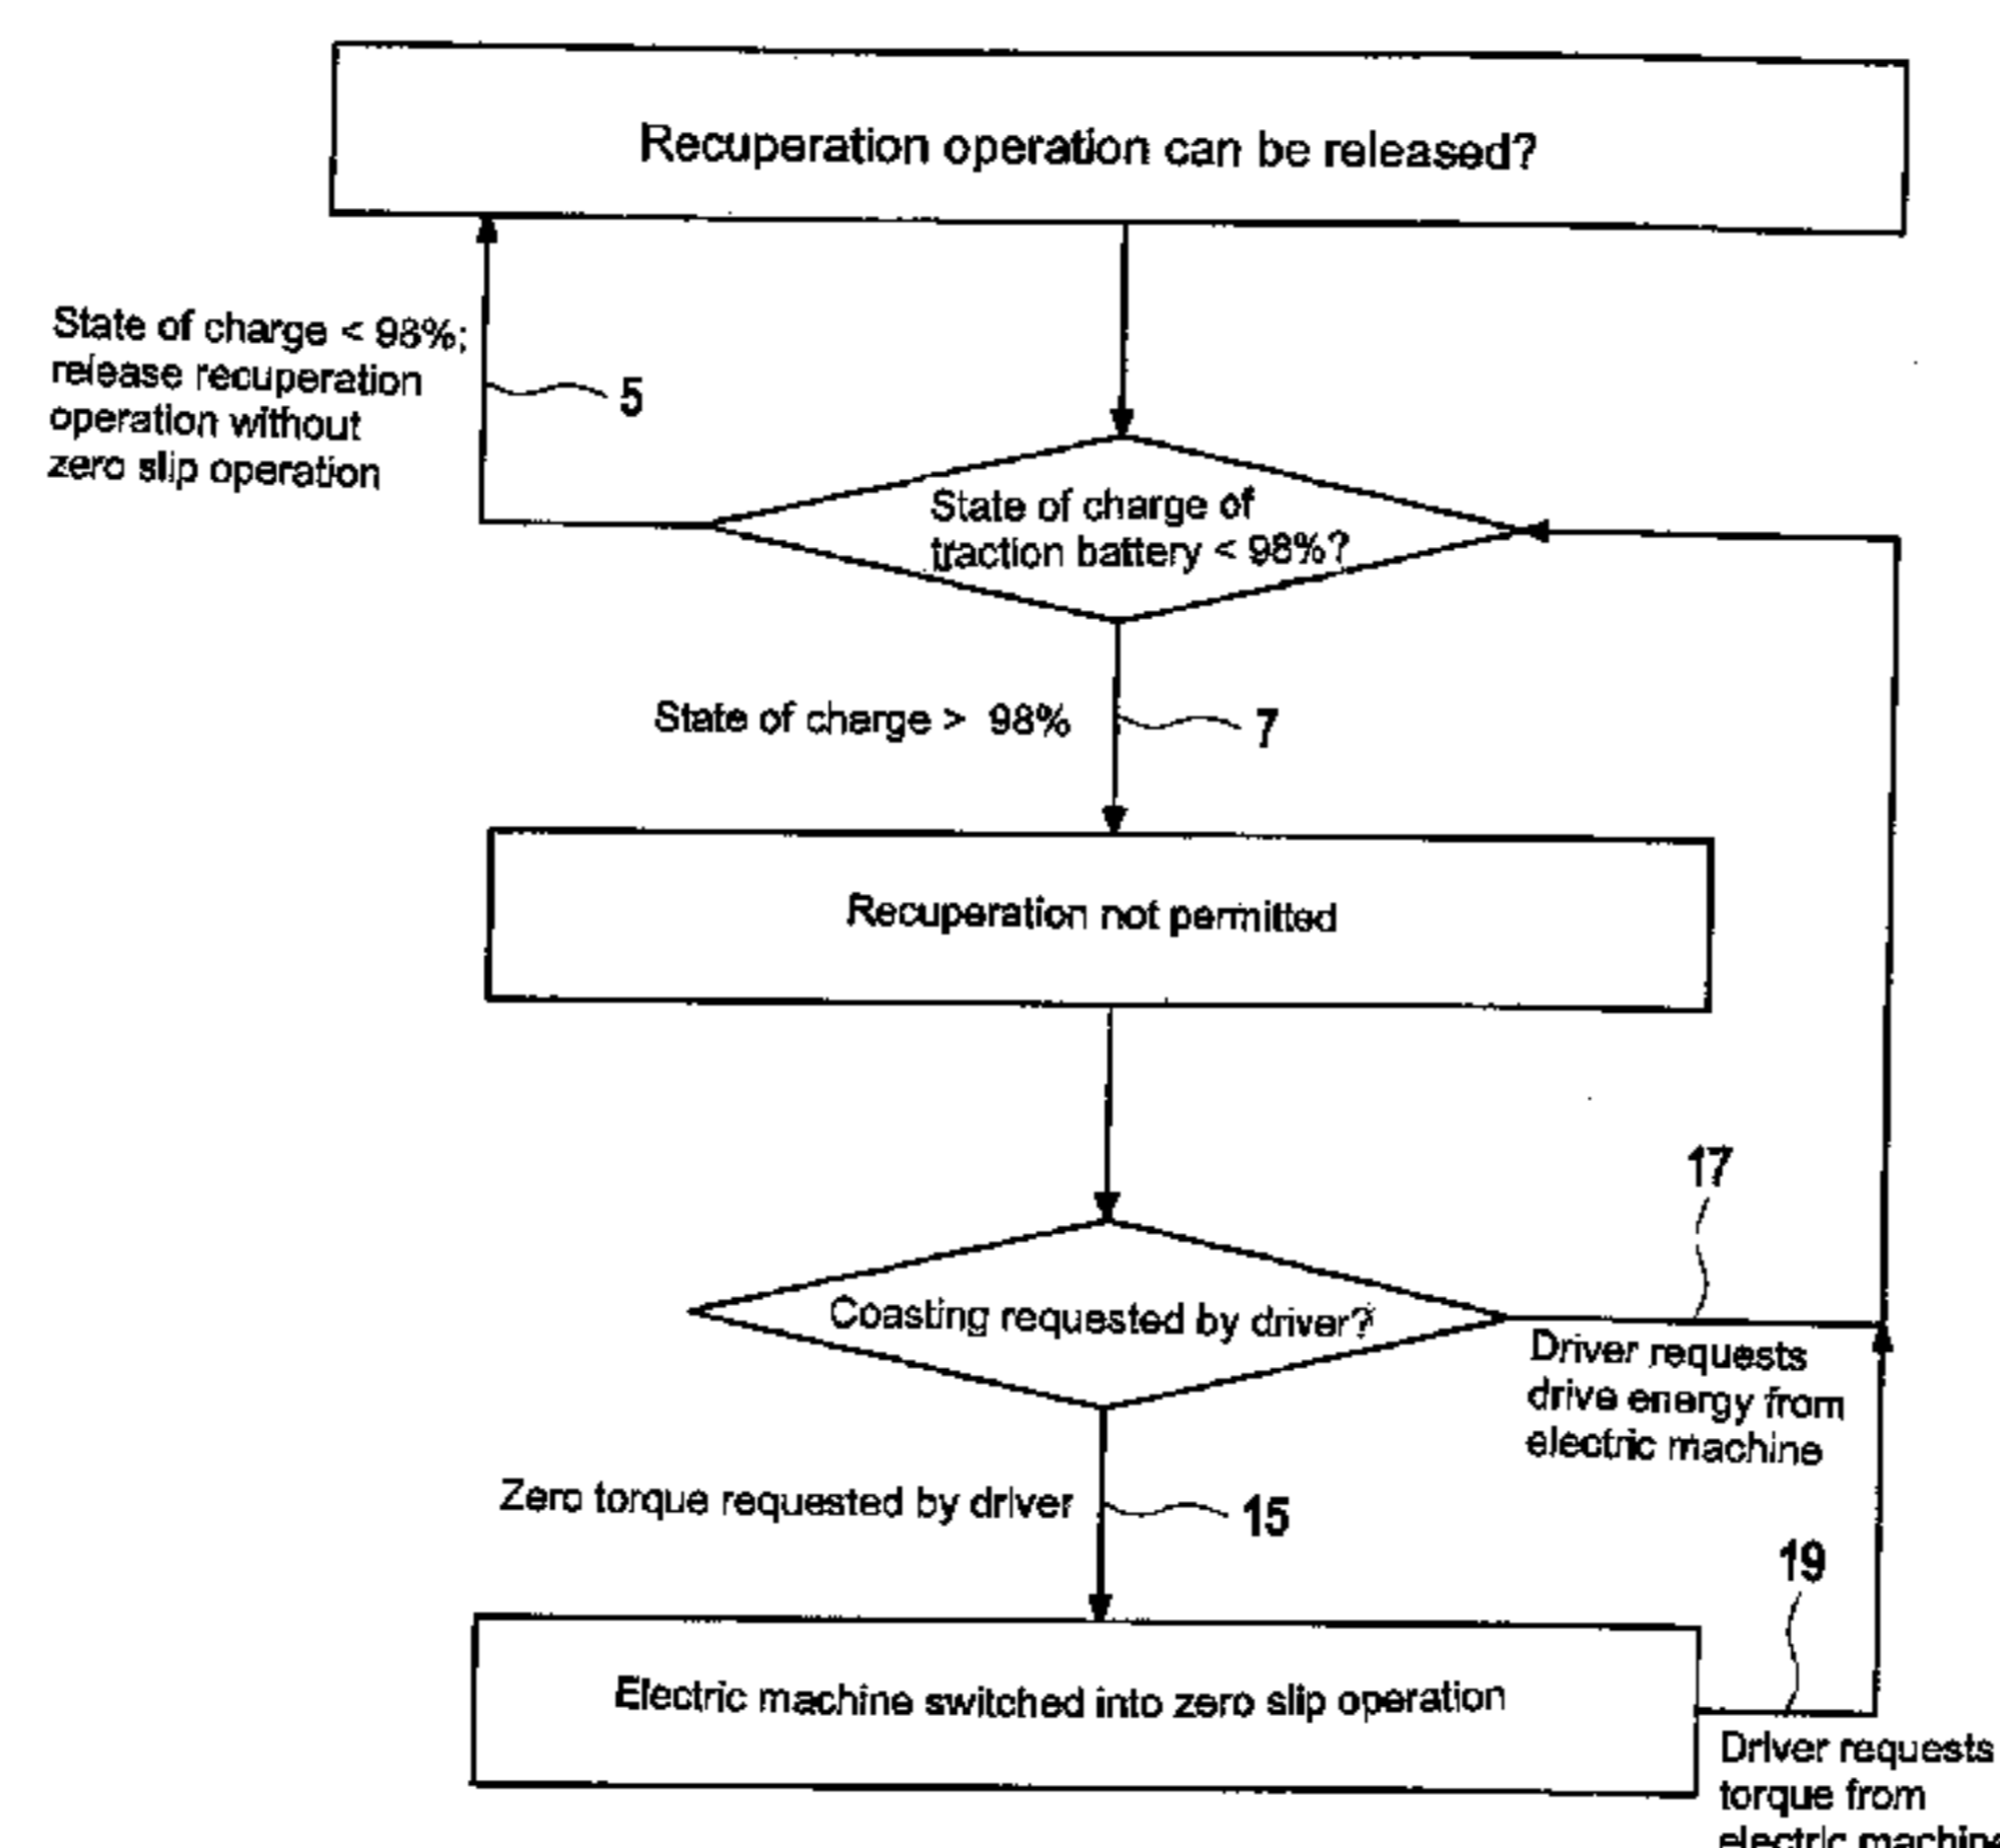 Recuperation operation can be released?
State of charge < 98%;
release recuperation
operation without
zero slip operation
5
State of charge of
traction battery < 98%?
State of charge > 98%
7
Recuperation not permitted
17
Coasting requested by driver?
Driver requests
drive energy from
electric machine
Zero torque requested by driver
15
19
Electric machine switched into zero slip operation
Driver requests
torque from
electric machine